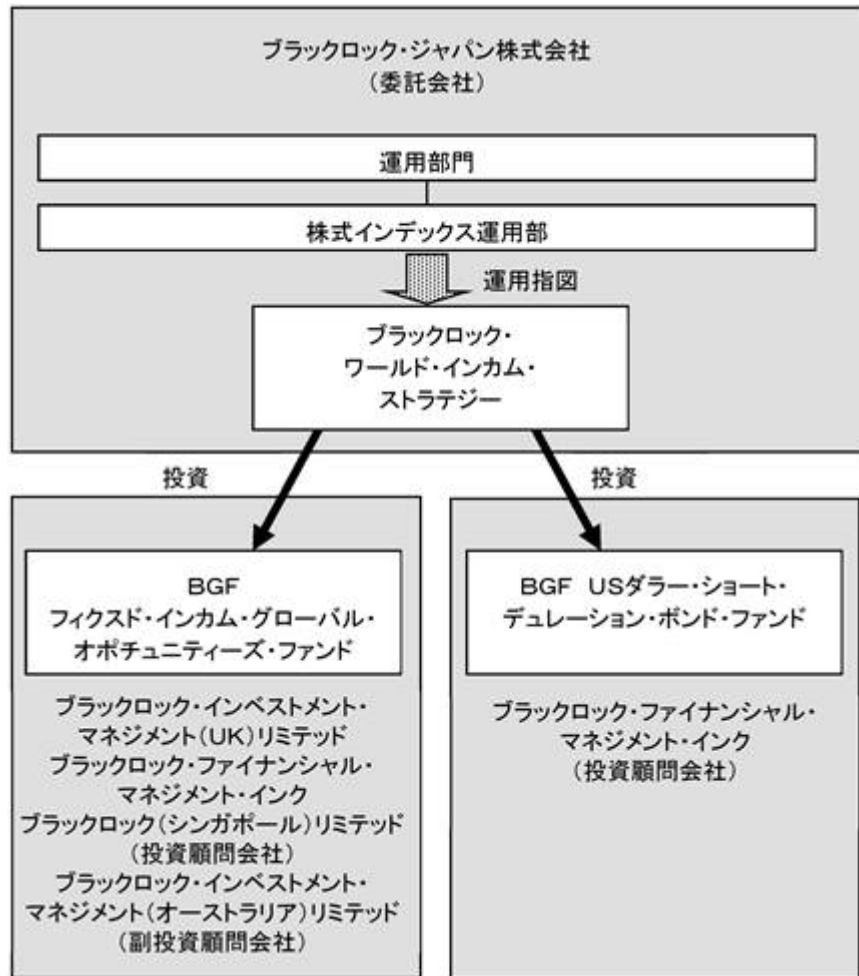 ブラックロック・ジャパン株式会社
（委託会社）
運用部門
株式インデックス運用部
運用指図
ブラックロック・
ワールド・インカム・
ストラテジー
投資
投資
BGF
フィクスド・インカム・グローバル・
オポチュニティーズ・ファンド
ブラックロック・インベストメント・
マネジメント（UK）リミテッド
ブラックロック・ファイナンシャル・
マネジメント・インク
ブラックロック（シンガポール）リミテッド
（投資顧問会社）
ブラックロック・インベストメント・
マネジメント（オーストラリア）リミテッド
（副投資顧問会社）
BGF　USダラー・ショート・
デュレーション・ボンド・ファンド
ブラックロック・ファイナンシャル・
マネジメント・インク
（投資顧問会社）